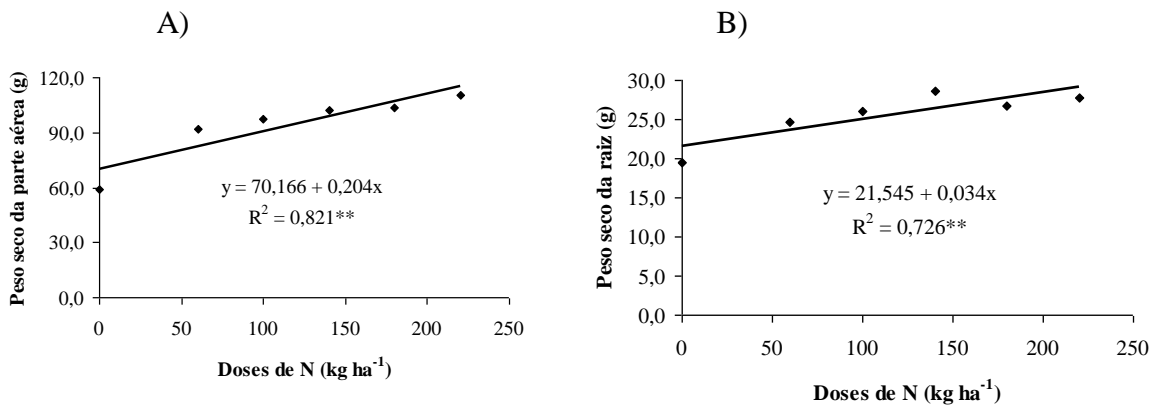 A)
Peso seco da parte aérea (g)
120,0
90,0
60,0
30,0
0,0
y = 70,166 + 0,204x
R² = 0,821**
0 50 100 150 200 250
Doses de N (kg ha⁻¹)
B)
Peso seco da raiz (g)
30,0
25,0
20,0
15,0
10,0
5,0
0,0
y = 21,545 + 0,034x
R² = 0,726**
0 50 100 150 200 250
Doses de N (kg ha⁻¹)